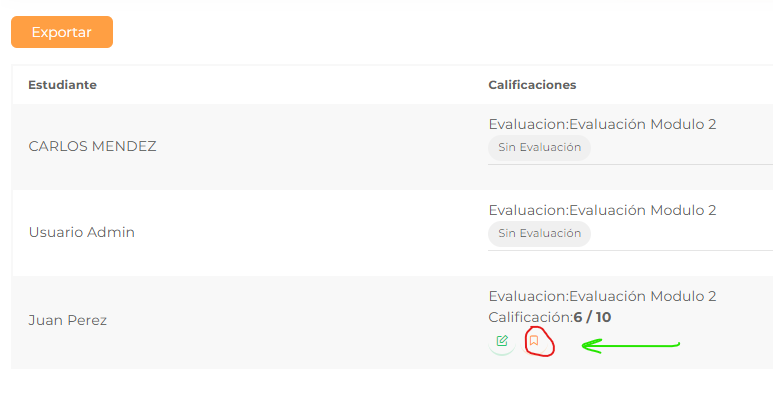 Exportar
Estudiante
Calificaciones
CARLOS MENDEZ
Evaluacion:Evaluación Modulo 2
Sin Evaluación
Usuario Admin
Evaluacion:Evaluación Modulo 2
Sin Evaluación
Juan Perez
Evaluacion:Evaluación Modulo 2
Calificación:6 / 10